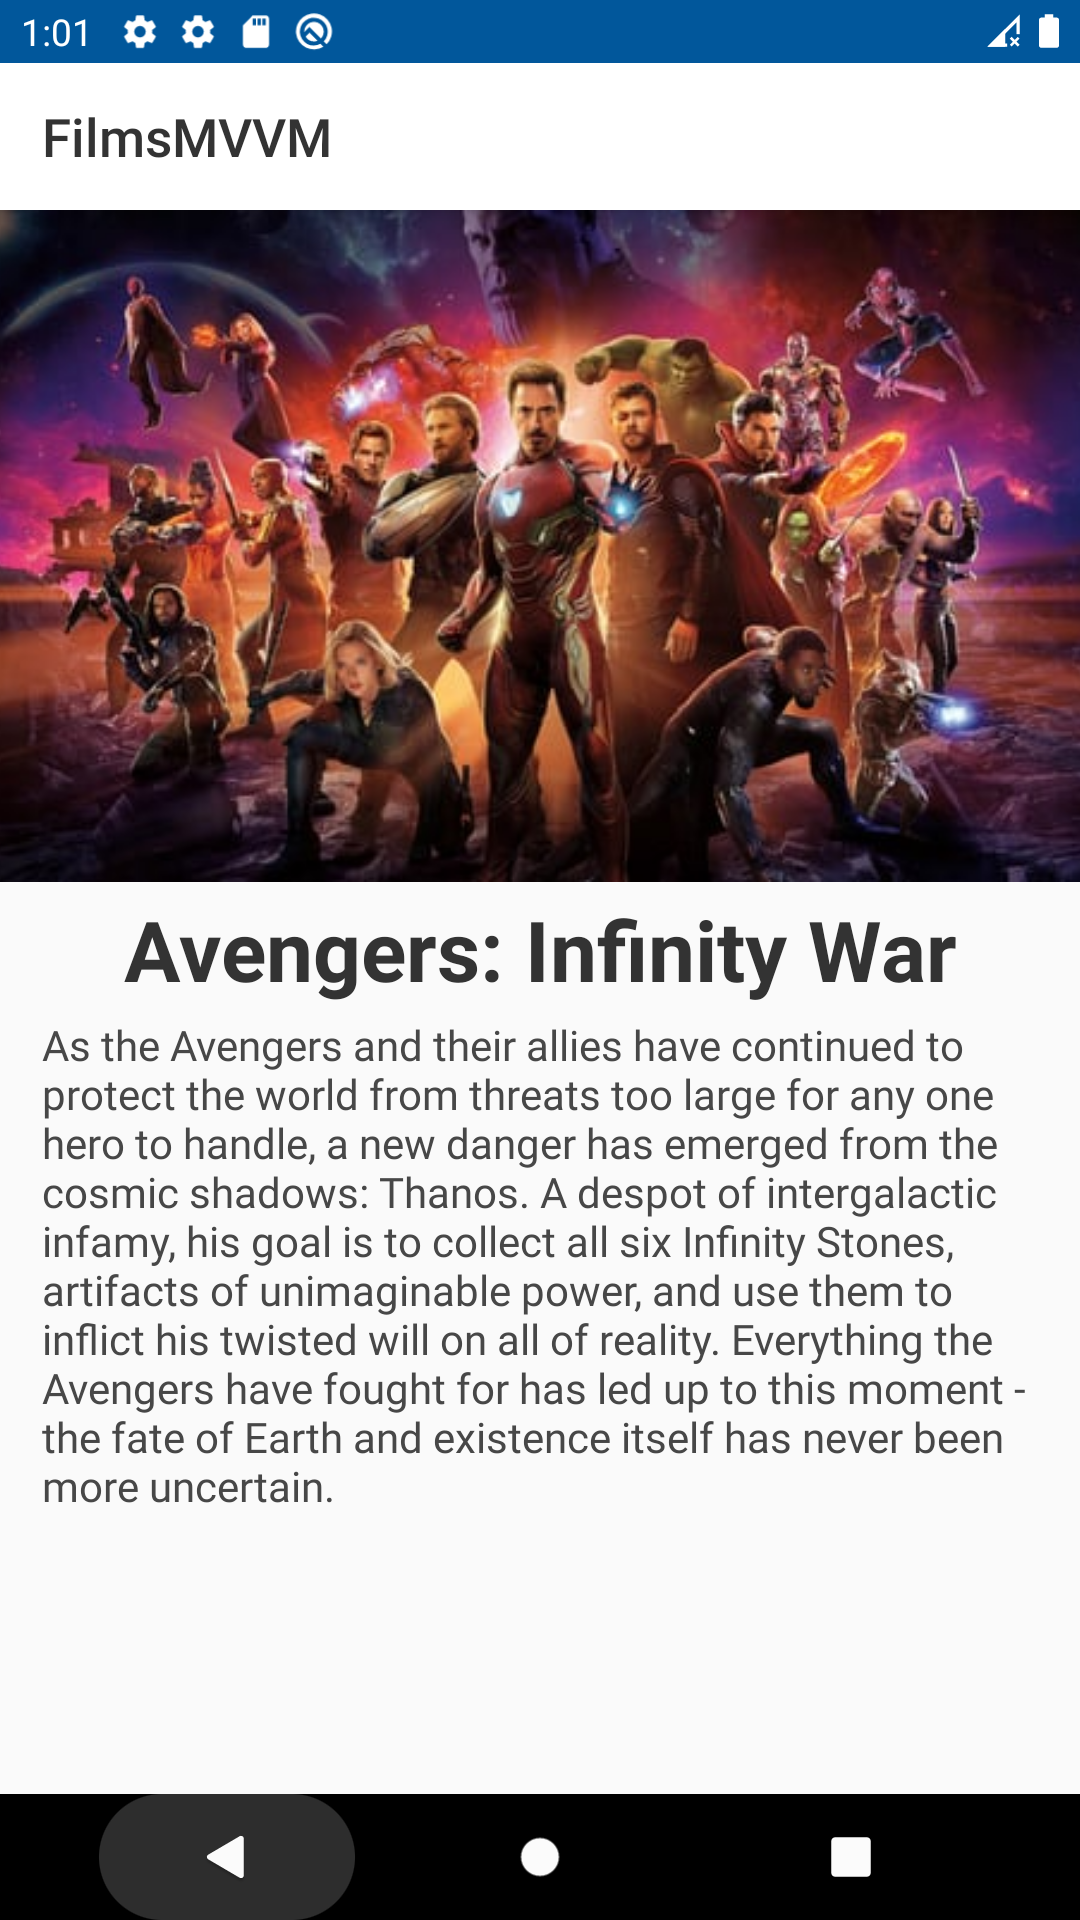 1:01
FilmsMVVM
Avengers: Infinity War
As the Avengers and their allies have continued to
protect the world from threats too large for any one
hero to handle, a new danger has emerged from the
cosmic shadows: Thanos. A despot of intergalactic
infamy, his goal is to collect all six Infinity Stones,
artifacts of unimaginable power, and use them to
inflict his twisted will on all of reality. Everything the
Avengers have fought for has led up to this moment -
the fate of Earth and existence itself has never been
more uncertain.